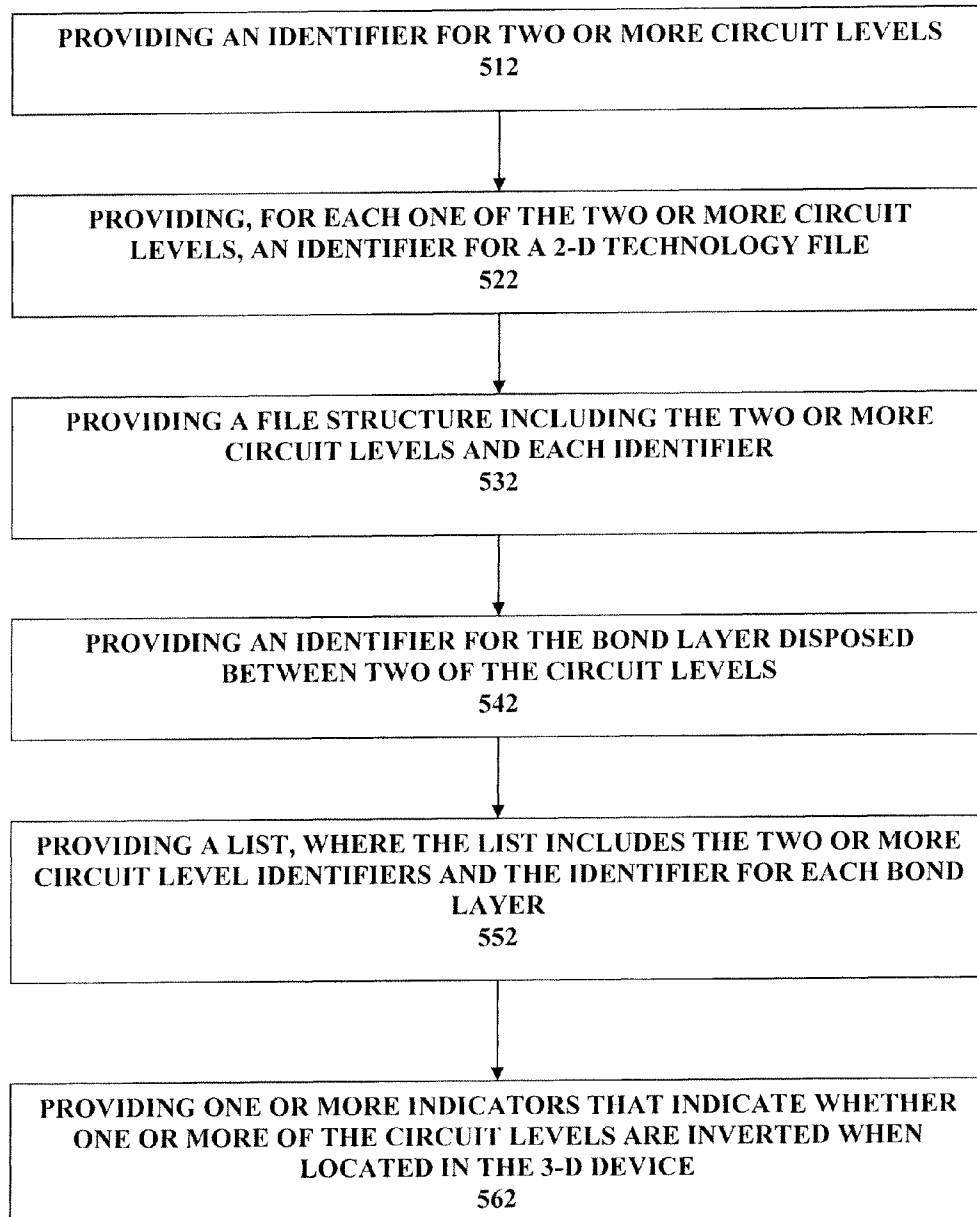 PROVIDING AN IDENTIFIER FOR TWO OR MORE CIRCUIT LEVELS
512
PROVIDING, FOR EACH ONE OF THE TWO OR MORE CIRCUIT
LEVELS, AN IDENTIFIER FOR A 2-D TECHNOLOGY FILE
522
PROVIDING A FILE STRUCTURE INCLUDING THE TWO OR MORE
CIRCUIT LEVELS AND EACH IDENTIFIER
532
PROVIDING AN IDENTIFIER FOR THE BOND LAYER DISPOSED
BETWEEN TWO OF THE CIRCUIT LEVELS
542
PROVIDING A LIST, WHERE THE LIST INCLUDES THE TWO OR MORE
CIRCUIT LEVEL IDENTIFIERS AND THE IDENTIFIER FOR EACH BOND
LAYER
552
PROVIDING ONE OR MORE INDICATORS THAT INDICATE WHETHER
ONE OR MORE OF THE CIRCUIT LEVELS ARE INVERTED WHEN
LOCATED IN THE 3-D DEVICE
562